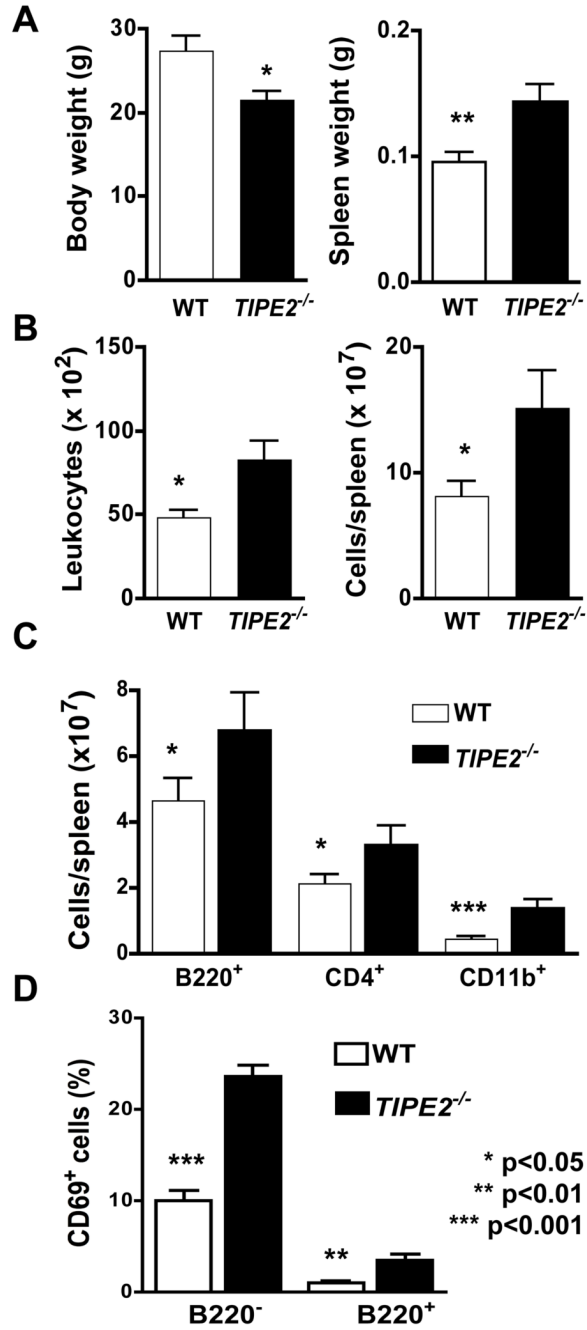 A
Body weight (g)
30
20
10
0
*
WT
TIPE2-/-
Spleen weight (g)
0.2
0.1
0.0
**
WT
TIPE2-/-
B
Leukocytes (x 10²)
150
100
50
0
*
WT
TIPE2-/-
Cells/spleen (x 10⁷)
20
10
0
*
WT
TIPE2-/-
C
Cells/spleen (x10⁷)
8
6
4
2
0
*
*
***
WT
TIPE2-/-
B220⁺
CD4⁺
CD11b⁺
D
CD69⁺ cells (%)
30
20
10
0
***
**
WT
TIPE2-/-
* p<0.05
** p<0.01
*** p<0.001
B220⁻
B220⁺